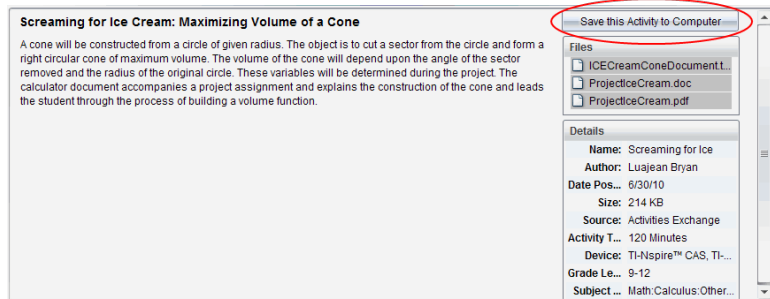 Screaming for Ice Cream: Maximizing Volume of a Cone
A cone will be constructed from a circle of given radius. The object is to cut a sector from the circle and form a
right circular cone of maximum volume. The volume of the cone will depend upon the angle of the sector
removed and the radius of the original circle. These variables will be determined during the project. The
calculator document accompanies a project assignment and explains the construction of the cone and leads
the student through the process of building a volume function.
Save this Activity to Computer
Files
ICECreamConeDocument.t...
ProjectIceCream.doc
ProjectIceCream.pdf
Details
Name: Screaming for Ice
Author: Luajean Bryan
Date Pos... 6/30/10
Size: 214 KB
Source: Activities Exchange
Activity T... 120 Minutes
Device: TI-Nspire™ CAS, TI-...
Grade Le... 9-12
Subject ... Math:Calculus:Other...